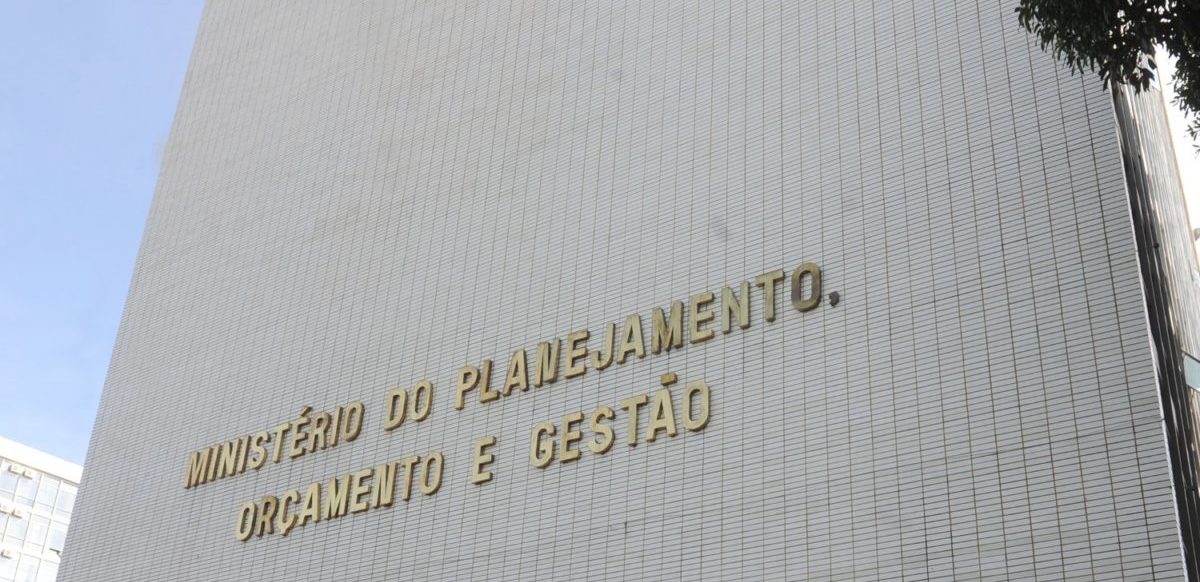 MINISTÉRIO DO PLANEJAMENTO,
ORÇAMENTO E GESTÃO